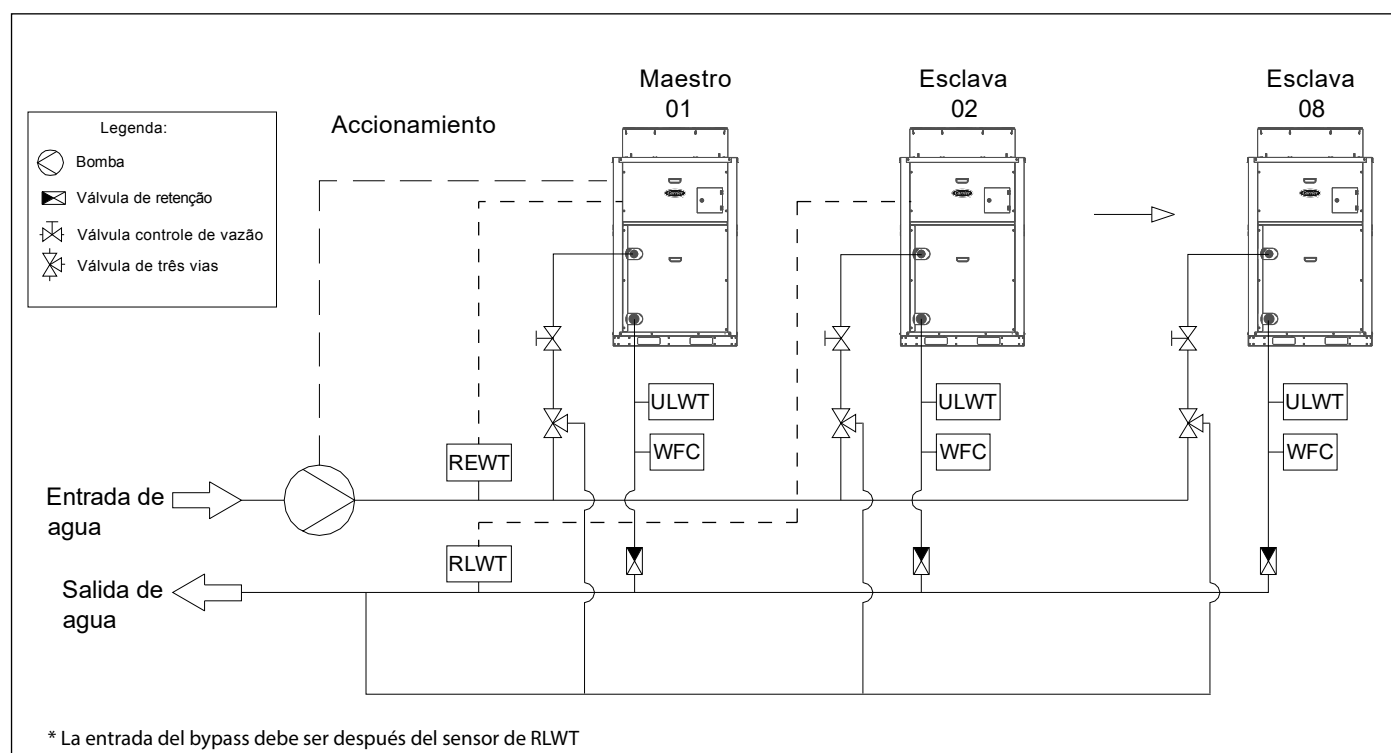 Maestro
01
Esclava
02
Esclava
08
Legenda:
Bomba
Válvula de retenção
Válvula controle de vazão
Válvula de três vias
Accionamiento
ULWT
WFC
ULWT
WFC
ULWT
WFC
REWT
RLWT
Entrada de
agua
Salida de
agua
* La entrada del bypass debe ser después del sensor de RLWT